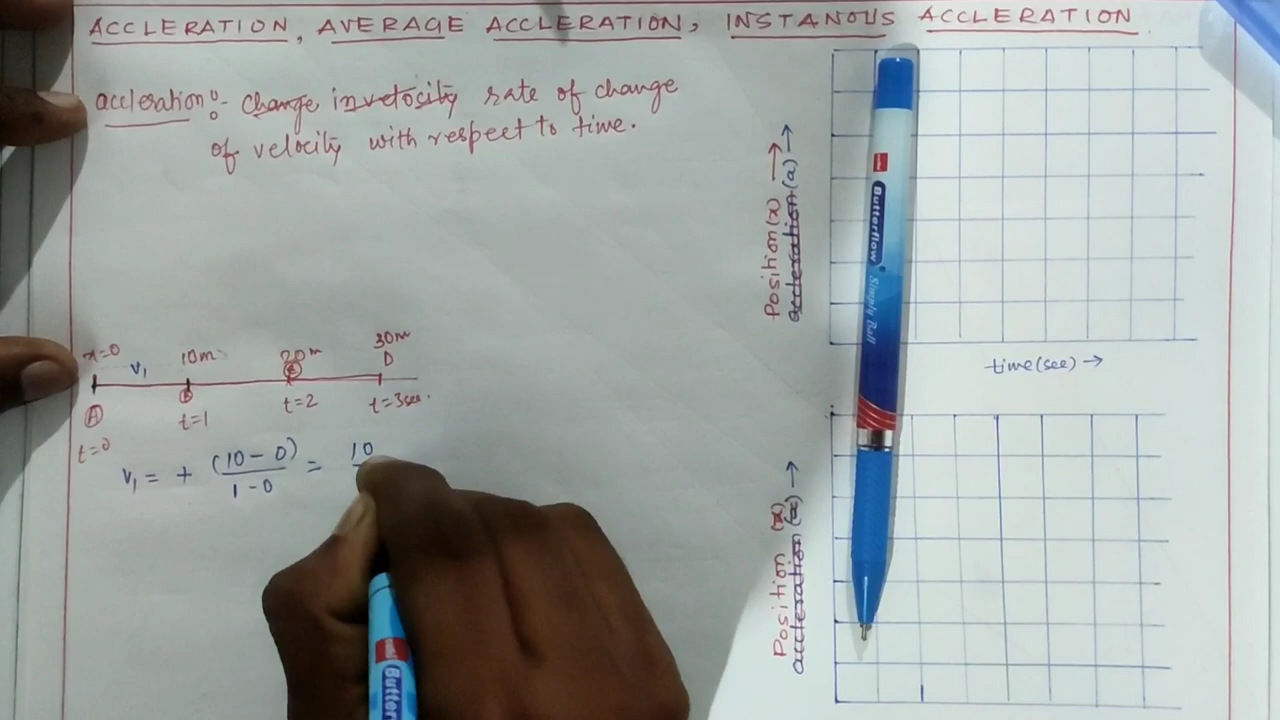 ACCLERATION, AVERAGE ACCLERATION, INSTANOUS ACCLERATION.
accleration:- change in velocity rate of change
of velocity with respect to time.
Position (x) →
accleration (a) →
Butterflow
Simply Ball
time (see) →
x=0
V₁
10m
20m
30m
A
B
C
D
t=0
t=1
t=2
t=3sec.
V₁ = + (10-0)/1-0 = 10
Position (x)
accleration (a) →
Butterf